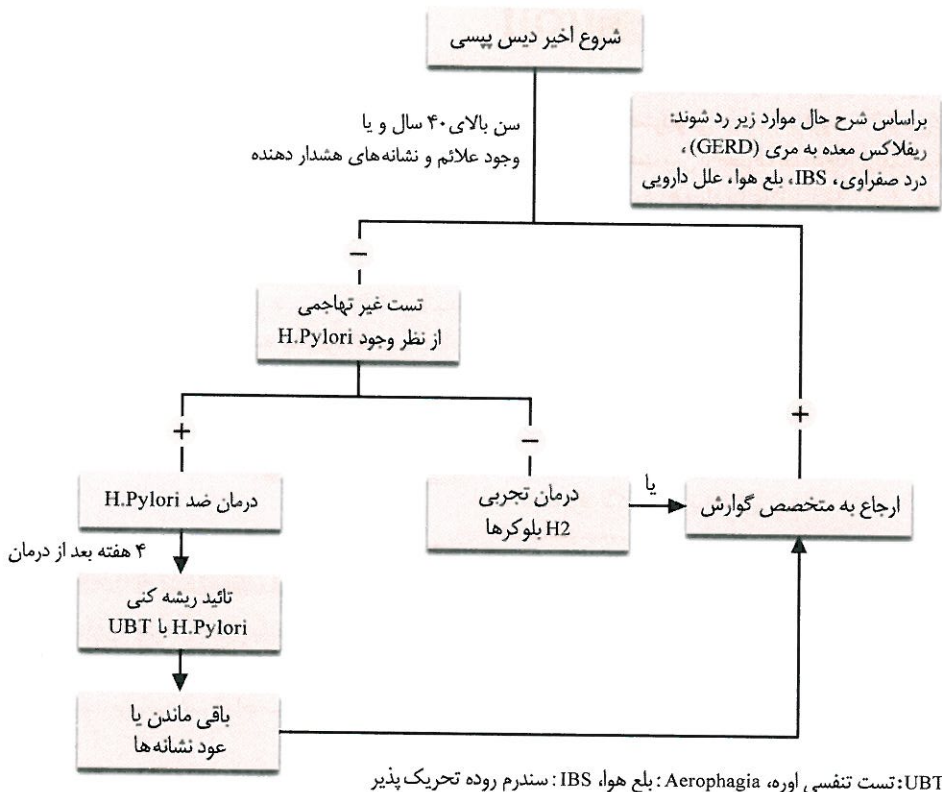 شروع اخیر دیس پپسی
سن بالای ۴۰ سال و یا
وجود علائم و نشانه‌های هشدار دهنده
براساس شرح حال موارد زیر رد شوند:
ریفلاکس معده به مری (GERD)،
درد صفراوی، IBS، بلع هوا، علل دارویی
−
تست غیر تهاجمی
از نظر وجود H.Pylori
+
+
−
درمان ضد H.Pylori
درمان تجربی
H2 بلوکرها
یا
ارجاع به متخصص گوارش
۴ هفته بعد از درمان
تائید ریشه کنی
H.Pylori با UBT
باقی ماندن یا
عود نشانه‌ها
UBT: تست تنفسی اوره، Aerophagia: بلع هوا، IBS: سندرم روده تحریک‌پذیر